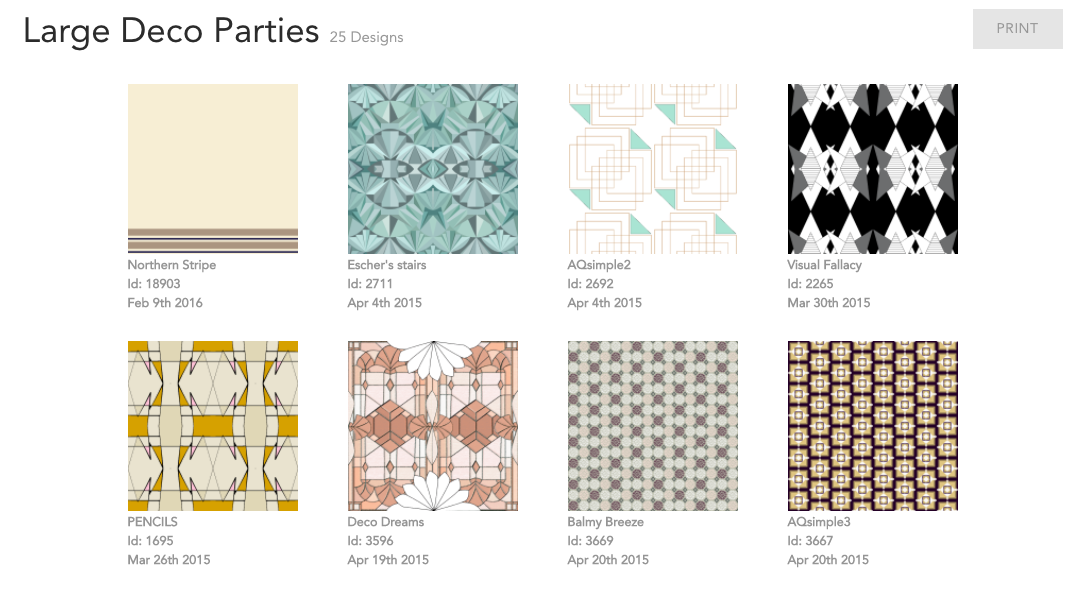 Large Deco Parties 25 Designs
PRINT
Northern Stripe
Id: 18903
Feb 9th 2016
Escher's stairs
Id: 2711
Apr 4th 2015
AQsimple2
Id: 2692
Apr 4th 2015
Visual Fallacy
Id: 2265
Mar 30th 2015
PENCILS
Id: 1695
Mar 26th 2015
Deco Dreams
Id: 3596
Apr 19th 2015
Balmy Breeze
Id: 3669
Apr 20th 2015
AQsimple3
Id: 3667
Apr 20th 2015